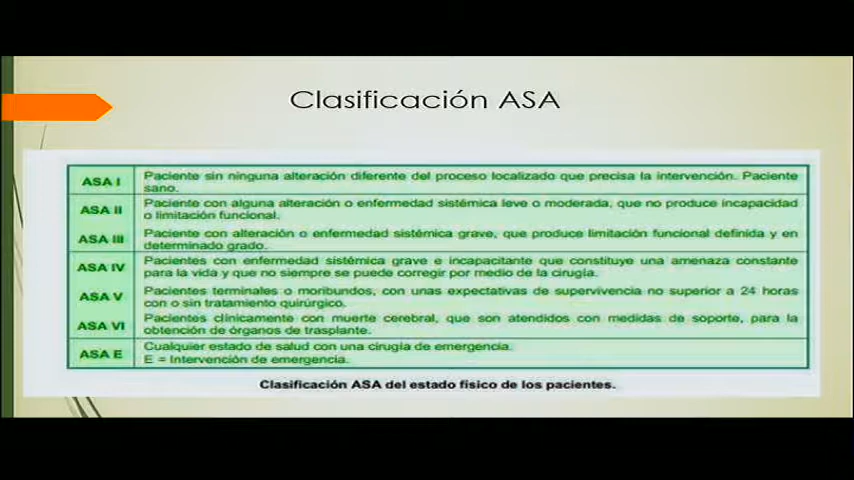 Clasificación ASA
ASA I
Paciente sin ninguna alteración diferente del proceso localizado que precisa la intervención. Paciente
sano.
ASA II
Paciente con alguna alteración o enfermedad sistémica leve o moderada, que no produce incapacidad
o limitación funcional.
ASA III
Paciente con alteración o enfermedad sistémica grave, que produce limitación funcional definida y en
determinado grado.
ASA IV
Pacientes con enfermedad sistémica grave e incapacitante que constituye una amenaza constante
para la vida y que no siempre se puede corregir por medio de la cirugía.
ASA V
Pacientes terminales o moribundos, con unas expectativas de supervivencia no superior a 24 horas
con o sin tratamiento quirúrgico.
ASA VI
Pacientes clínicamente con muerte cerebral, que son atendidos con medidas de soporte, para la
obtención de órganos de trasplante.
ASA E
Cualquier estado de salud con una cirugía de emergencia.
E = Intervención de emergencia.
Clasificación ASA del estado físico de los pacientes.